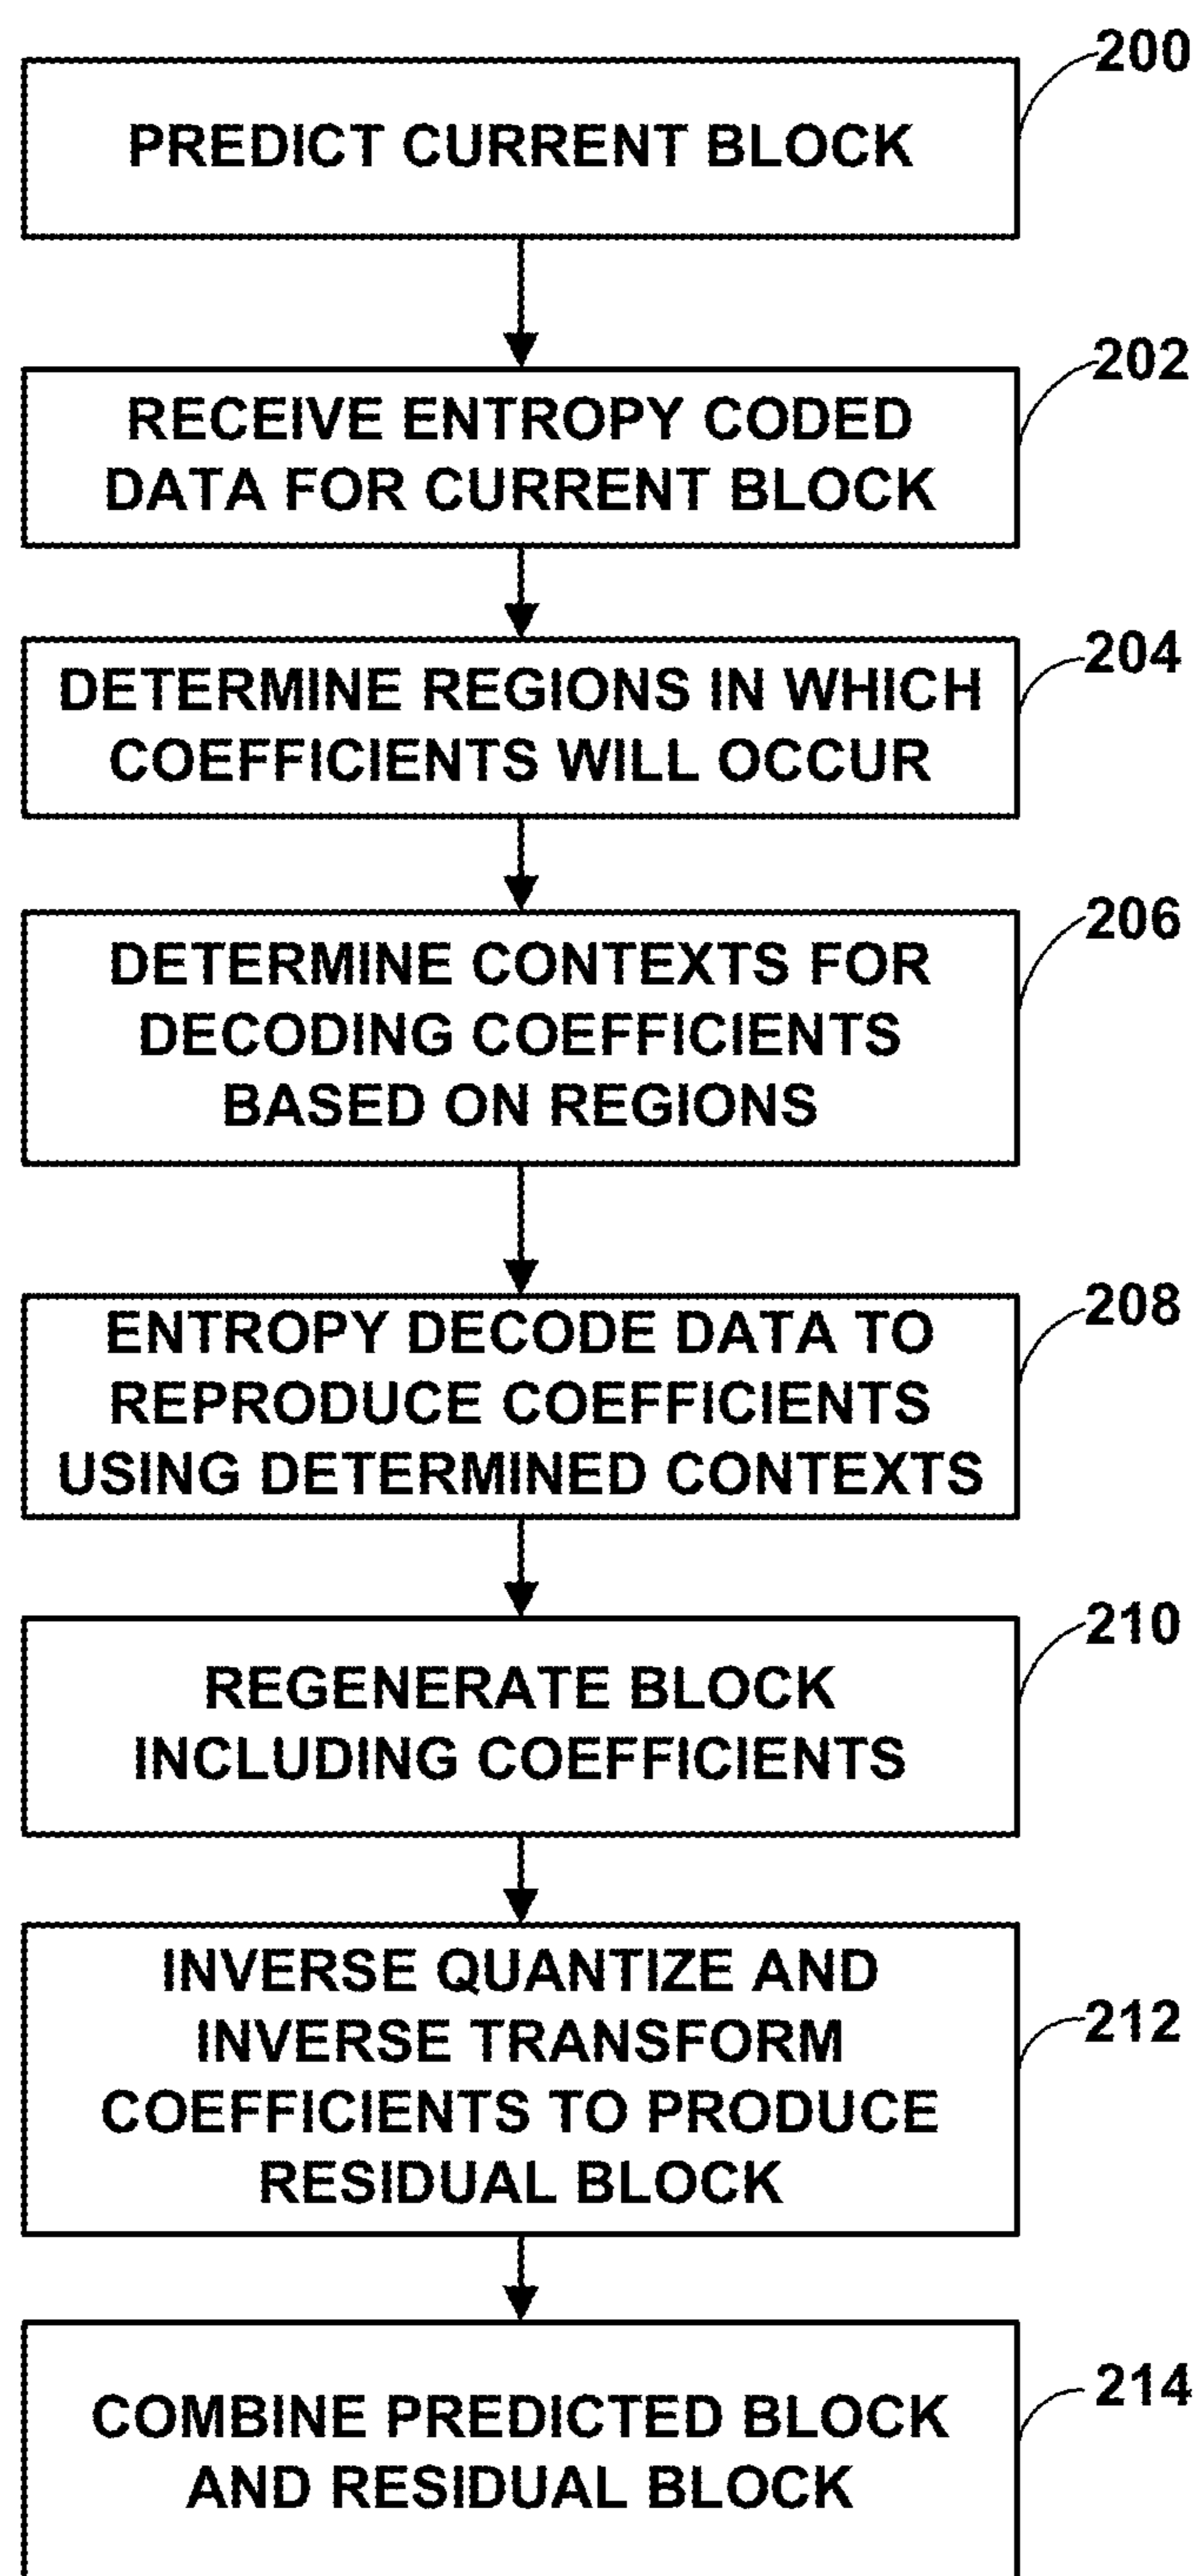 200
PREDICT CURRENT BLOCK
202
RECEIVE ENTROPY CODED
DATA FOR CURRENT BLOCK
204
DETERMINE REGIONS IN WHICH
COEFFICIENTS WILL OCCUR
206
DETERMINE CONTEXTS FOR
DECODING COEFFICIENTS
BASED ON REGIONS
208
ENTROPY DECODE DATA TO
REPRODUCE COEFFICIENTS
USING DETERMINED CONTEXTS
210
REGENERATE BLOCK
INCLUDING COEFFICIENTS
212
INVERSE QUANTIZE AND
INVERSE TRANSFORM
COEFFICIENTS TO PRODUCE
RESIDUAL BLOCK
214
COMBINE PREDICTED BLOCK
AND RESIDUAL BLOCK